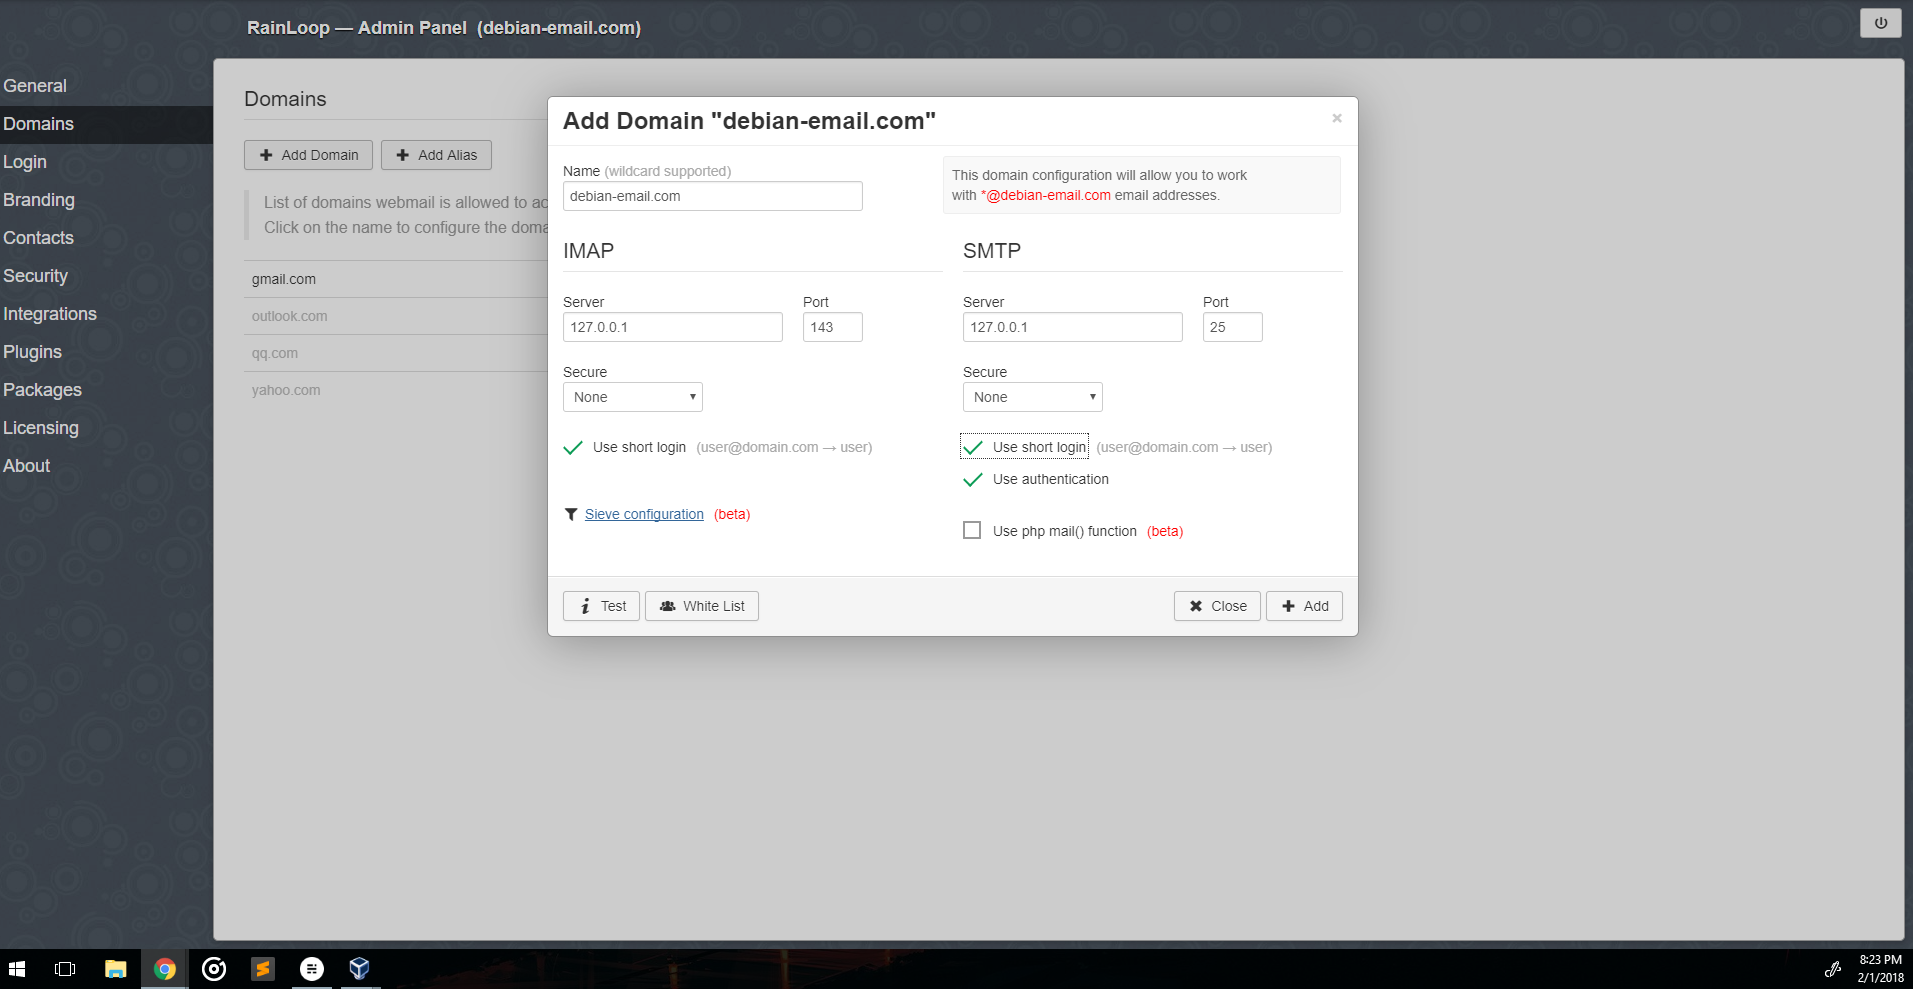 RainLoop — Admin Panel (debian-email.com)
General
Domains
Login
Branding
Contacts
Security
Integrations
Plugins
Packages
Licensing
About
Domains
Add Domain
Add Alias
List of domains webmail is allowed to ac
Click on the name to configure the doma
gmail.com
outlook.com
qq.com
yahoo.com
Add Domain "debian-email.com"
×
Name (wildcard supported)
debian-email.com
This domain configuration will allow you to work
with *@debian-email.com email addresses.
IMAP
Server
Port
127.0.0.1
143
Secure
None
Use short login (user@domain.com → user)
Sieve configuration (beta)
SMTP
Server
Port
127.0.0.1
25
Secure
None
Use short login (user@domain.com → user)
Use authentication
Use php mail() function (beta)
Test
White List
Close
Add
8:23 PM
2/1/2018